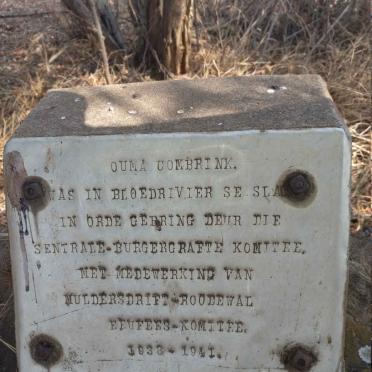 OUMA COMBRINK.
WAS IN BLOEDRIVIER SE SLA
IN ORDE GEBRING DEUR DIE
SENTRALE-BURGERGRAFTE KOMITEE,
MET MEDEWERKING VAN
MULDERSDRIFT-ROODEWAL
EEUFEES-KOMITEE.
1938 - 1941.